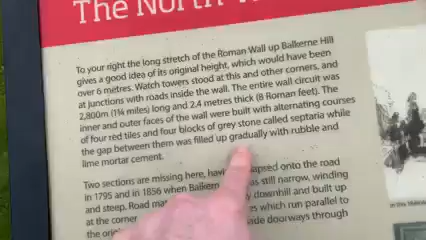 The North
To your right the long stretch of the Roman Wall up Balkerne Hill
gives a good idea of its original height, which would have been
over 6 metres. Watch towers stood at this and other corners, and
at junctions with roads inside the wall. The entire wall circuit was
2,800m (1¾ miles) long and 2.4 metres thick (8 Roman feet). The
inner and outer faces of the wall were built with alternating courses
of four red tiles and four blocks of grey stone called septaria while
the gap between them was filled up gradually with rubble and
lime mortar cement.
Two sections are missing here, having collapsed onto the road
in 1795 and in 1856 when Balkern was still narrow, winding
and steep. Road downhill and built up
at the corner which run parallel to
the doorways through